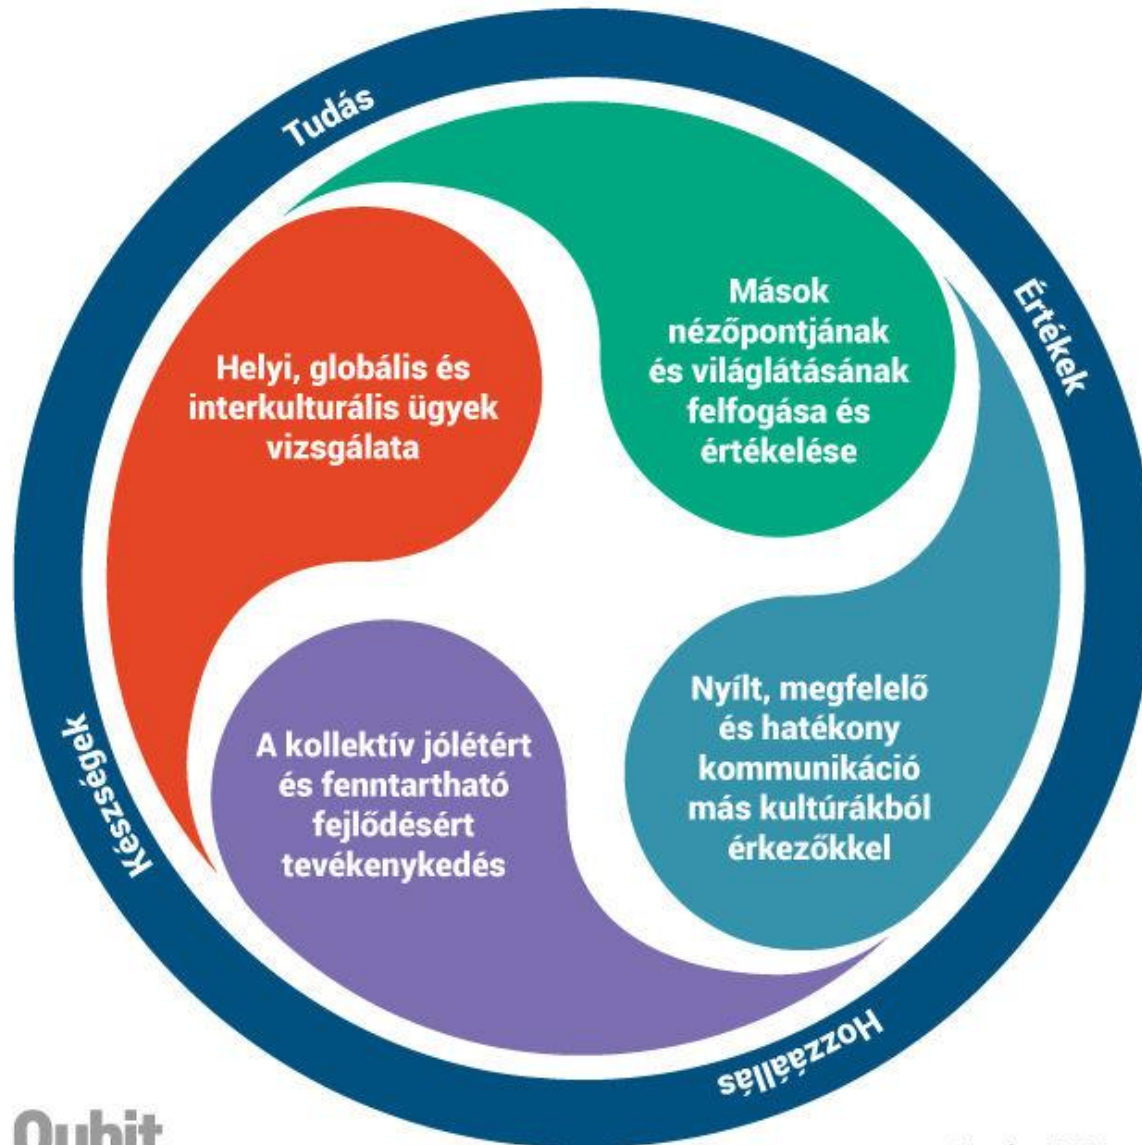 Tudás
Értékek
Mások
nézőpontjának
és világlátásának
felfogása és
értékelése
Helyi, globális és
interkulturális ügyek
vizsgálata
Nyílt, megfelelő
és hatékony
kommunikáció
más kultúrákból
érkezőkkel
A kollektív jólétért
és fenntartható
fejlődésért
tevékenykedés
Készségek
Hozzáállás
Qubit